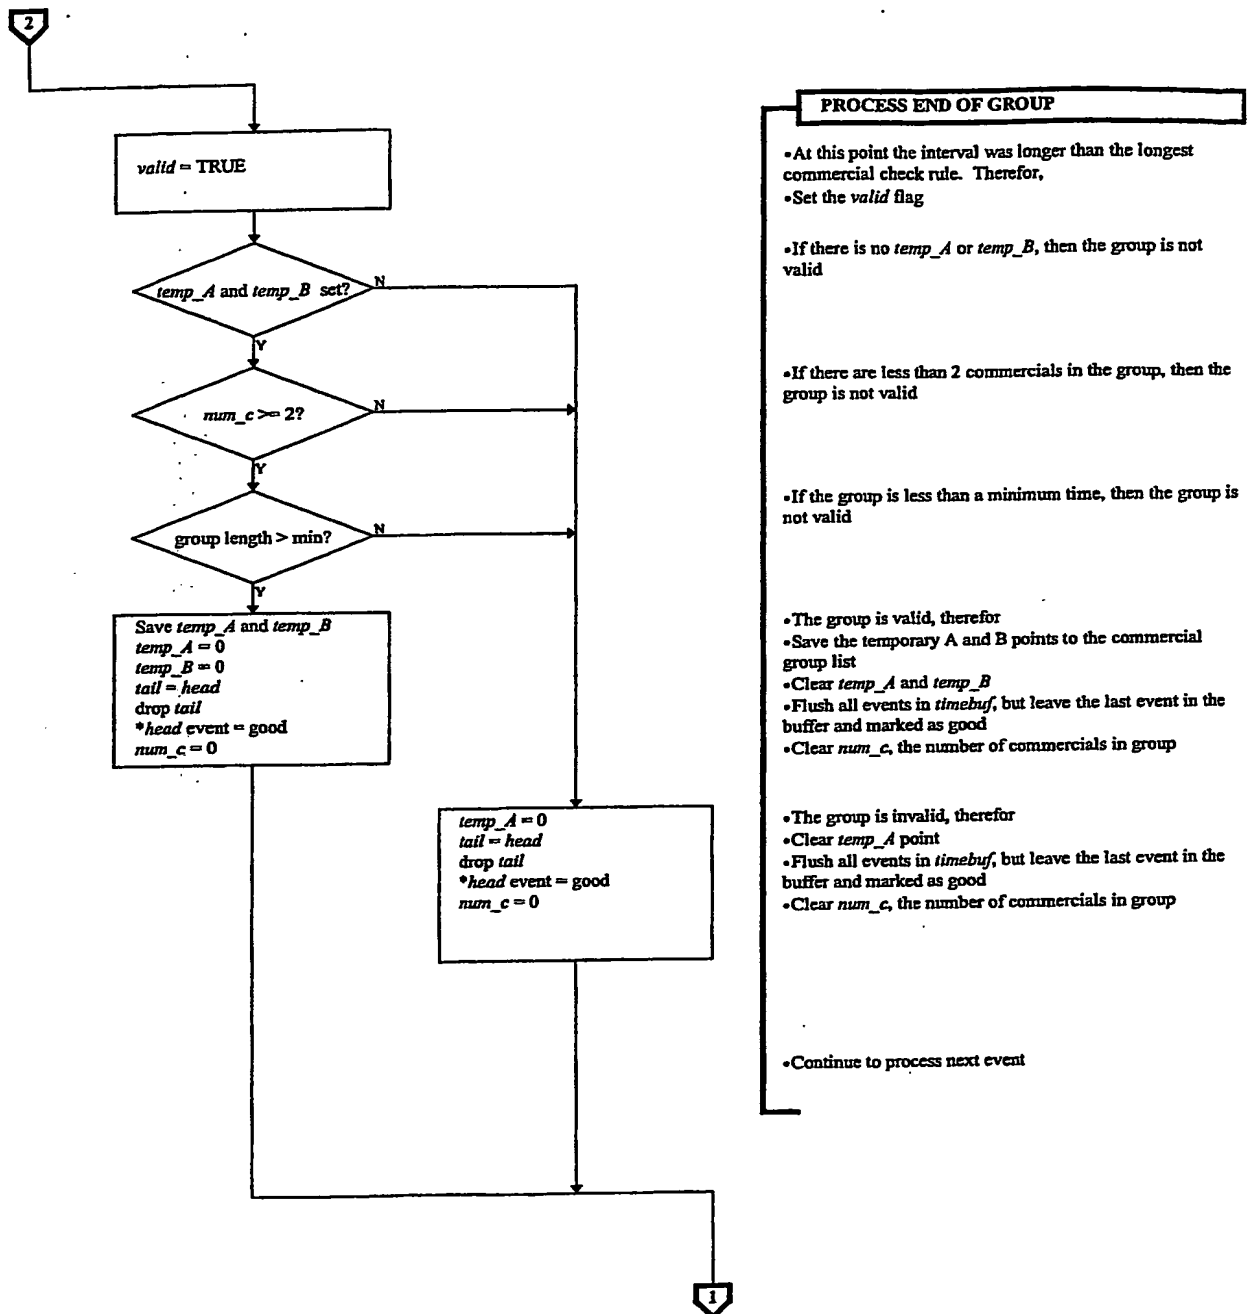 2
valid = TRUE
temp_A and temp_B set?
N
Y
num_c >= 2?
N
Y
group length > min?
N
Y
Save temp_A and temp_B
temp_A = 0
temp_B = 0
tail = head
drop tail
*head event = good
num_c = 0
temp_A = 0
tail = head
drop tail
*head event = good
num_c = 0
1
PROCESS END OF GROUP
•At this point the interval was longer than the longest
commercial check rule. Therefor,
•Set the valid flag
•If there is no temp_A or temp_B, then the group is not
valid
•If there are less than 2 commercials in the group, then the
group is not valid
•If the group is less than a minimum time, then the group is
not valid
•The group is valid, therefor
•Save the temporary A and B points to the commercial
group list
•Clear temp_A and temp_B
•Flush all events in timebuf, but leave the last event in the
buffer and marked as good
•Clear num_c, the number of commercials in group
•The group is invalid, therefor
•Clear temp_A point
•Flush all events in timebuf, but leave the last event in the
buffer and marked as good
•Clear num_c, the number of commercials in group
•Continue to process next event